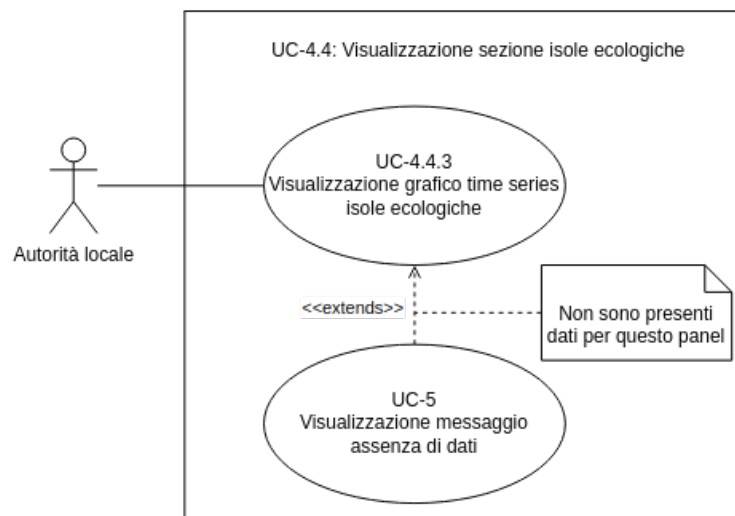 UC-4.4: Visualizzazione sezione isole ecologiche
UC-4.4.3
Visualizzazione grafico time series
isole ecologiche
Autorità locale
<<extends>>
Non sono presenti
dati per questo panel
UC-5
Visualizzazione messaggio
assenza di dati